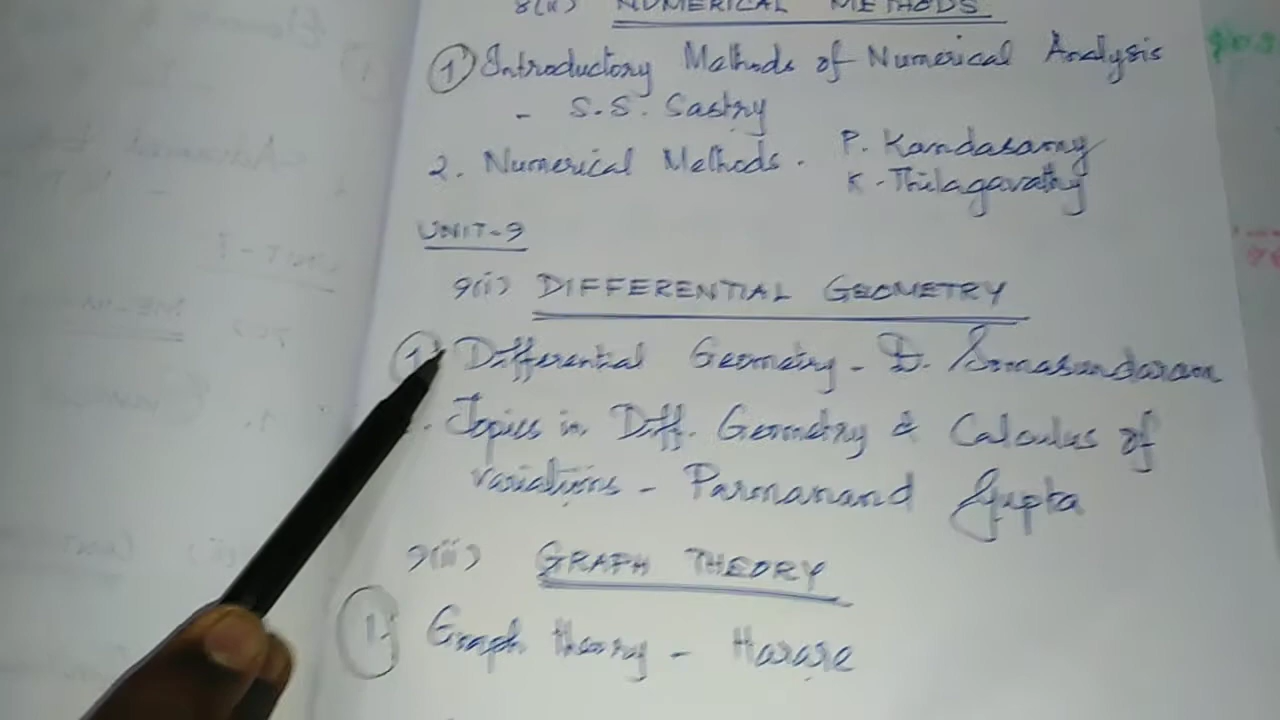 8(ii) NUMERICAL METHODS
1 Introductory Methods of Numerical Analysis
- S.S. Sastry
2. Numerical Methods. P. Kandasamy
K. Thilagavathy
UNIT-9
9(i) DIFFERENTIAL GEOMETRY
1 Differential Geometry - D. Somasundaram
. Topics in Diff. Geometry & Calculus of
variations - Parmanand Gupta
9(ii) GRAPH THEORY
1. Graph theory - Harare